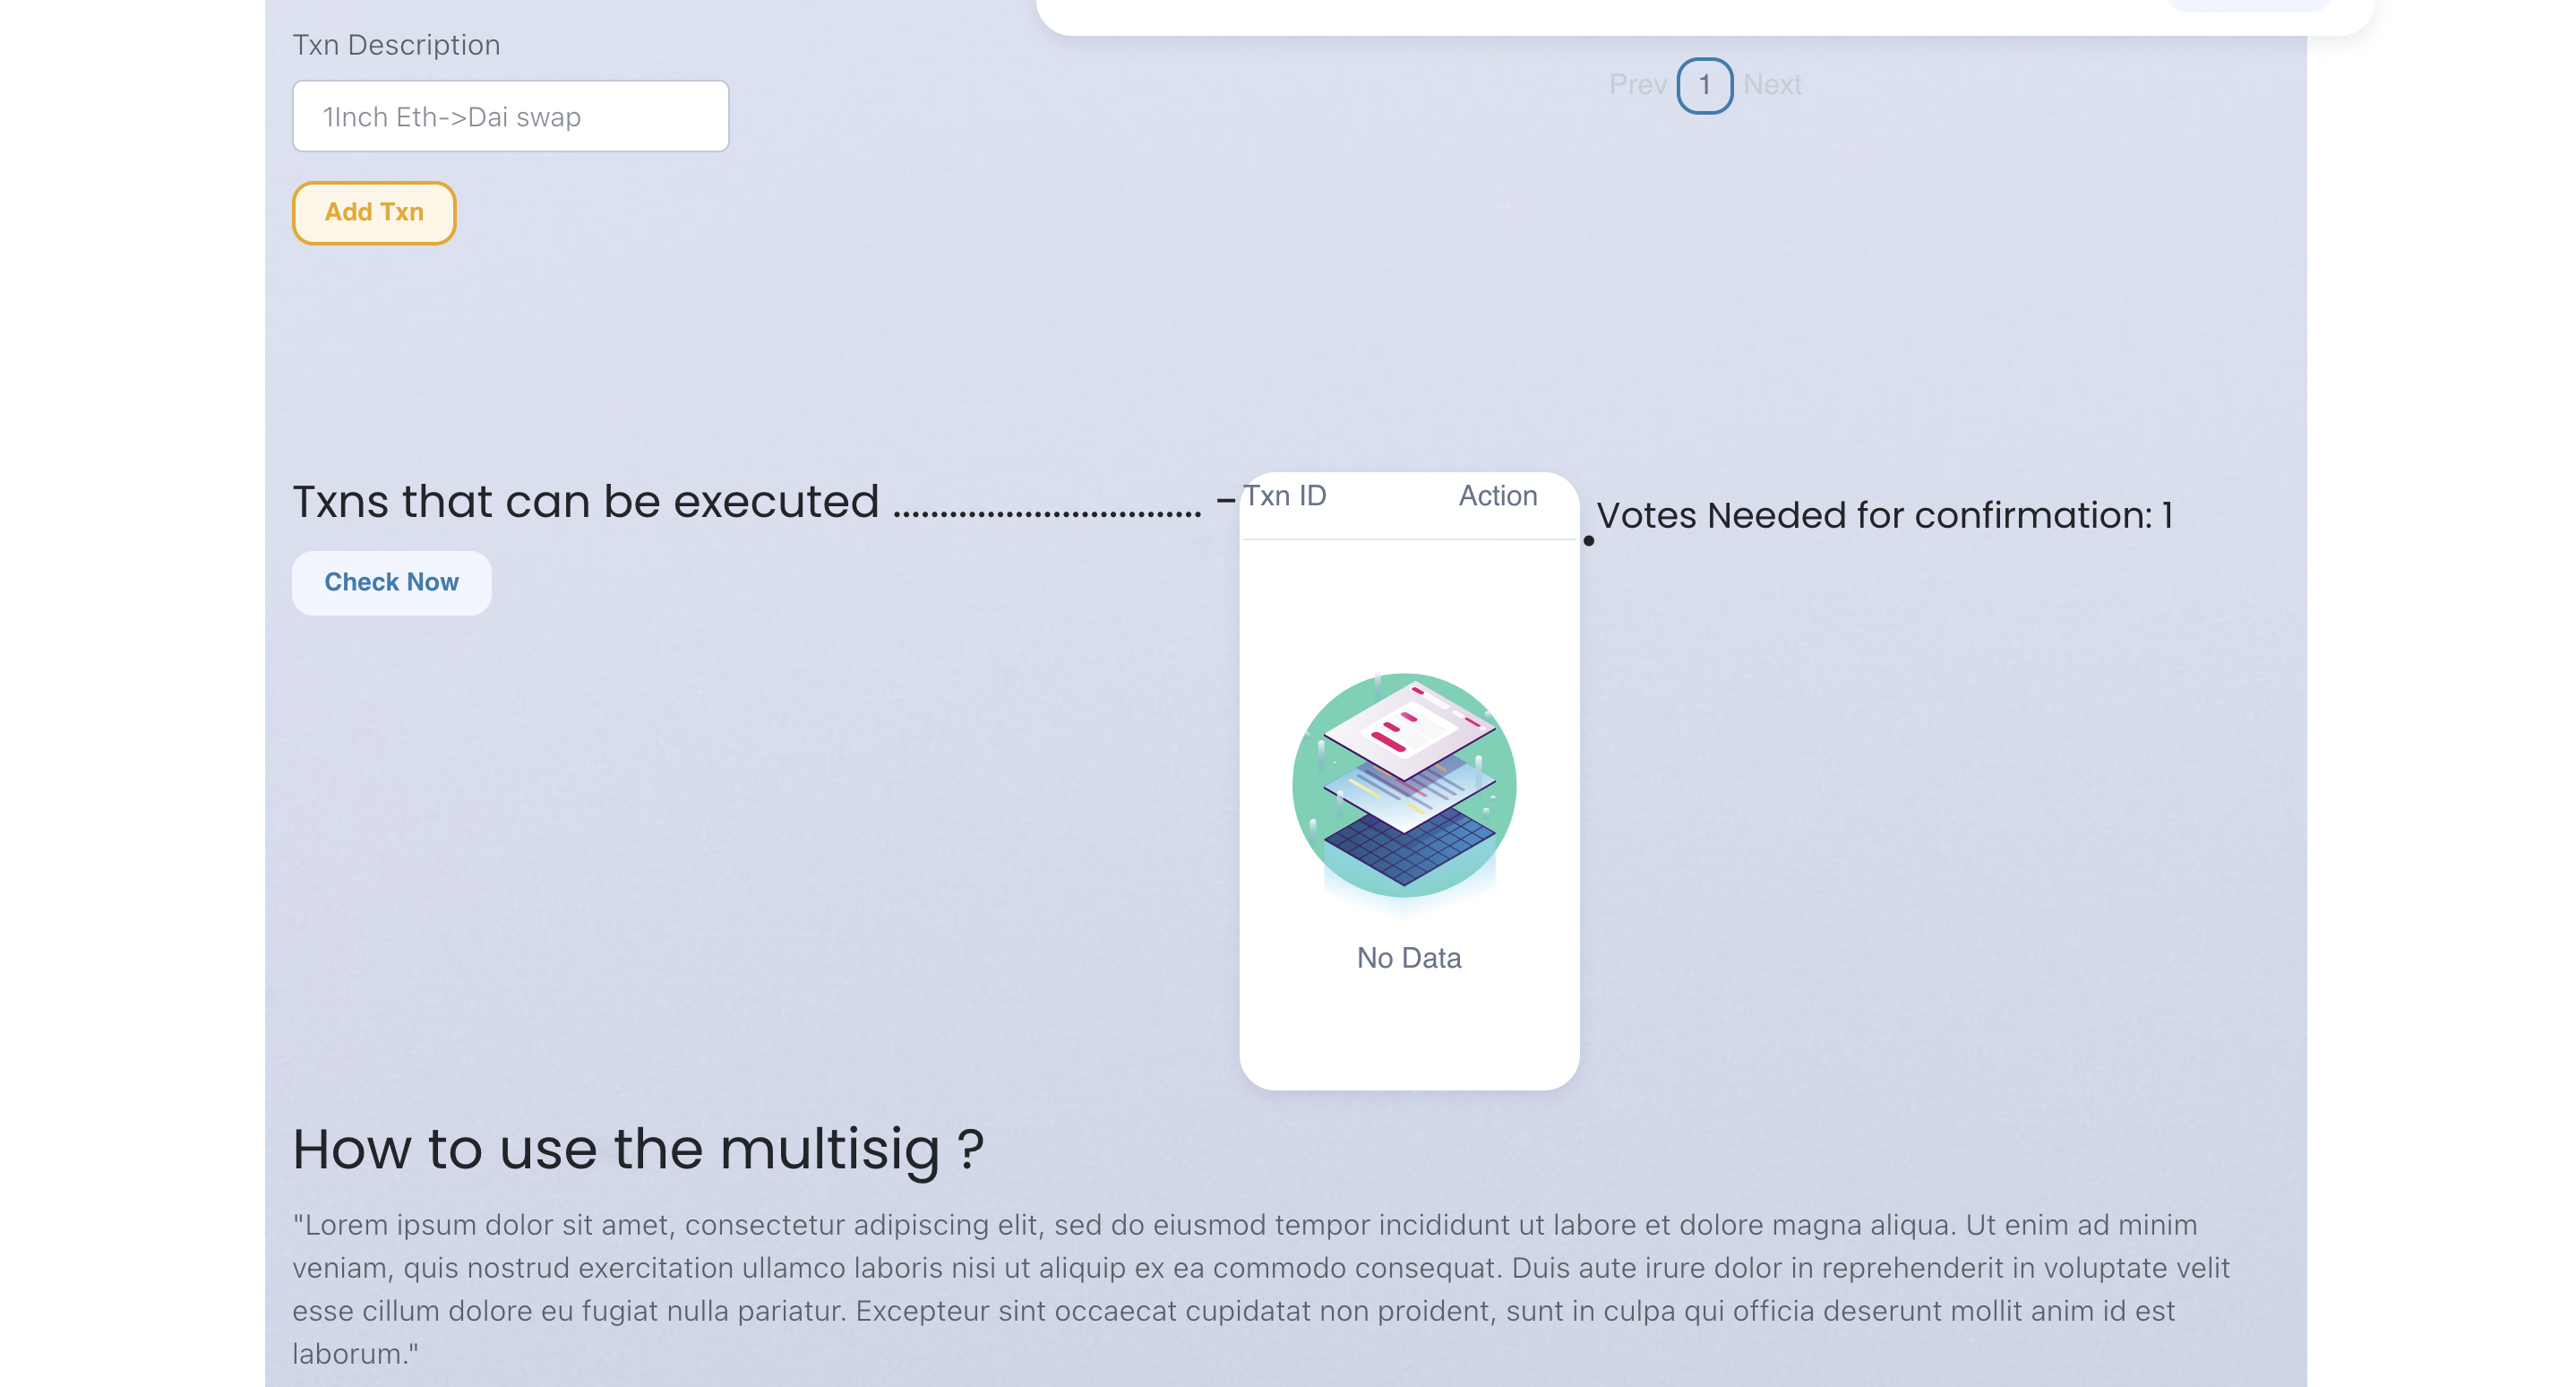 Txn Description
Prev 1 Next
1Inch Eth->Dai swap
Add Txn
Txns that can be executed ................................. -
Txn ID Action
Votes Needed for confirmation: 1
Check Now
No Data
How to use the multisig ?
"Lorem ipsum dolor sit amet, consectetur adipiscing elit, sed do eiusmod tempor incididunt ut labore et dolore magna aliqua. Ut enim ad minim
veniam, quis nostrud exercitation ullamco laboris nisi ut aliquip ex ea commodo consequat. Duis aute irure dolor in reprehenderit in voluptate velit
esse cillum dolore eu fugiat nulla pariatur. Excepteur sint occaecat cupidatat non proident, sunt in culpa qui officia deserunt mollit anim id est
laborum."